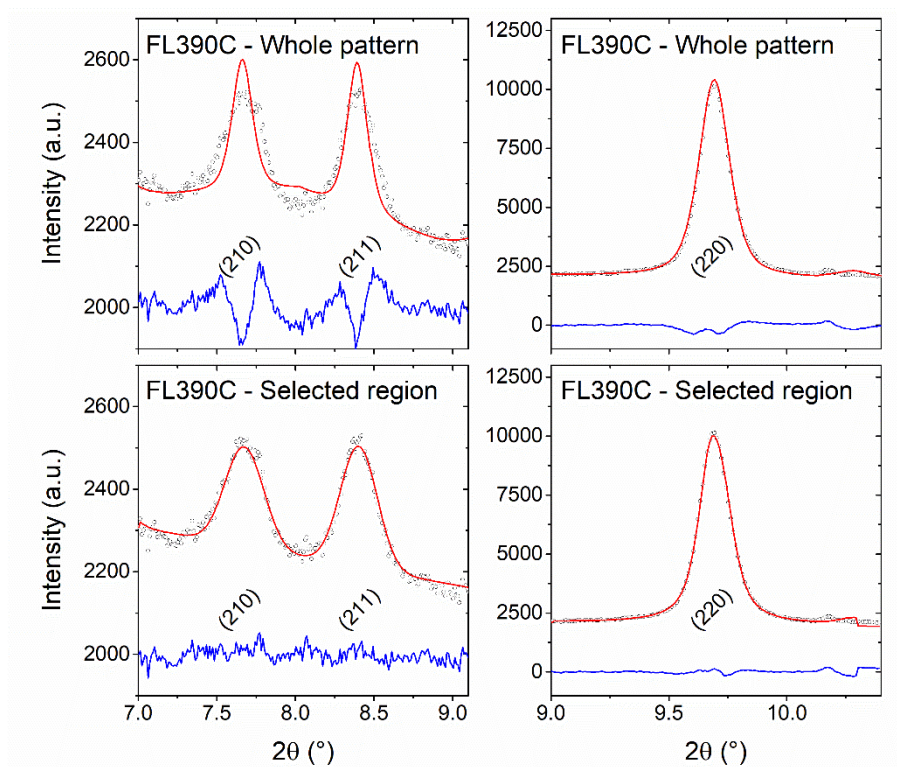 FL390C - Whole pattern
2600
2400
2200
2000
Intensity (a.u.)
(210)
(211)
FL390C - Whole pattern
12500
10000
7500
5000
2500
0
(220)
FL390C - Selected region
2600
2400
2200
2000
Intensity (a.u.)
(210)
(211)
7.0 7.5 8.0 8.5 9.0
2θ (°)
FL390C - Selected region
12500
10000
7500
5000
2500
0
(220)
9.0 9.5 10.0
2θ (°)